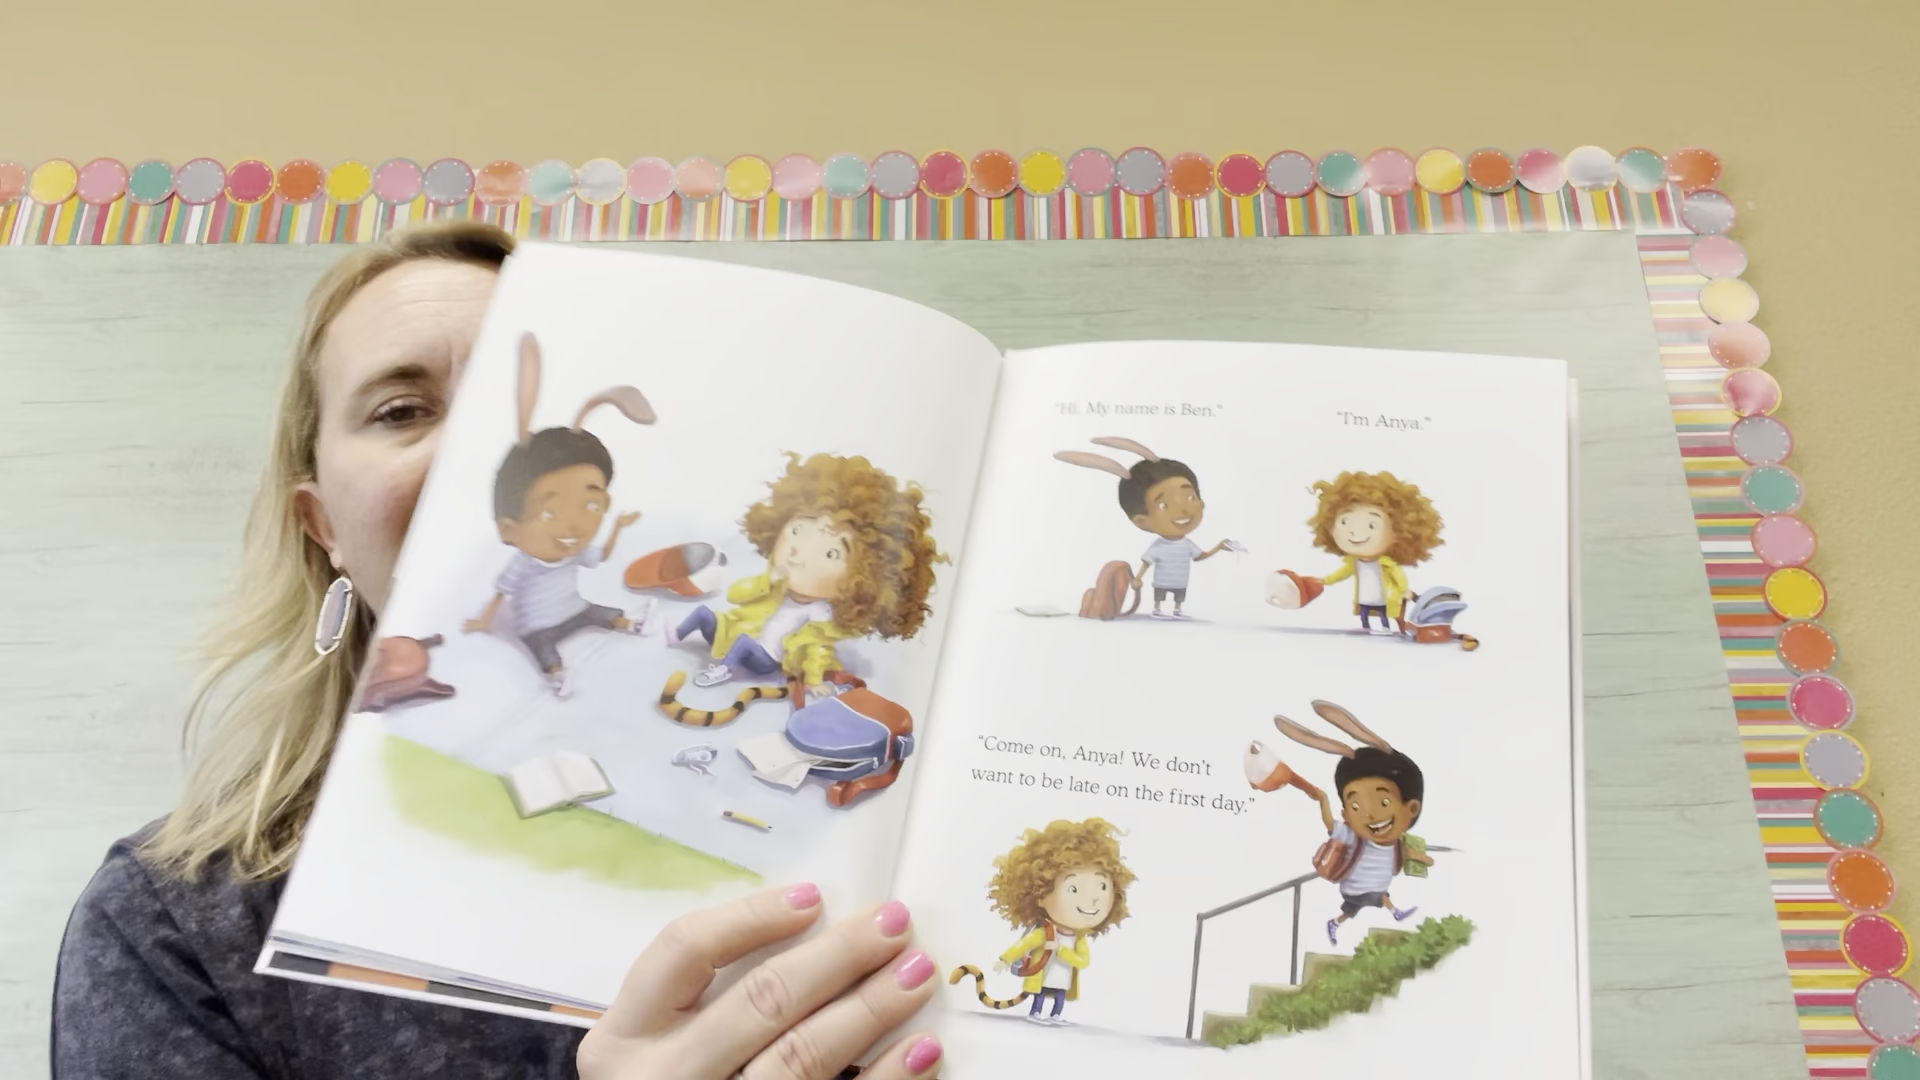 "Hi. My name is Ben."
"I'm Anya."
"Come on, Anya! We don't
want to be late on the first day."